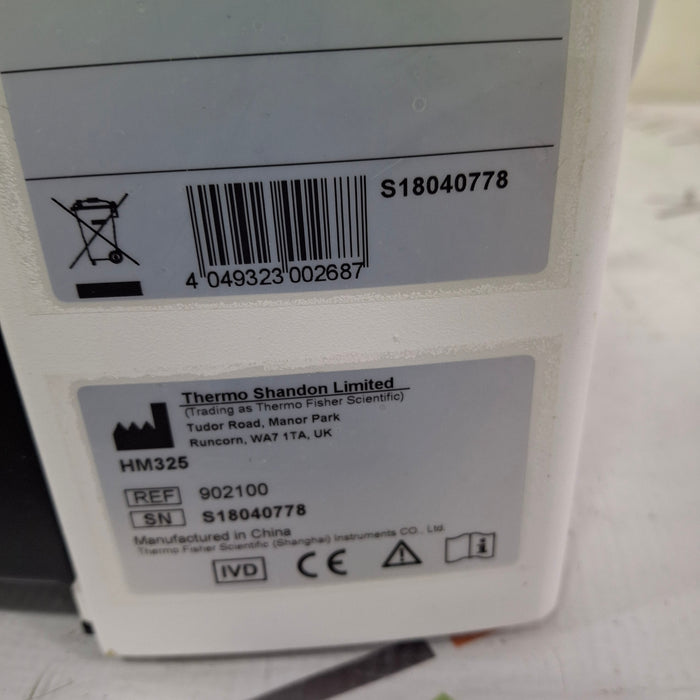 S18040778
4 049323 002687
Thermo Shandon Limited
(Trading as Thermo Fisher Scientific)
Tudor Road, Manor Park
Runcorn, WA7 1TA, UK
HM325
REF 902100
SN S18040778
Manufactured in China
Thermo Fisher Scientific (Shanghai) Instruments CO., Ltd.
IVD CE